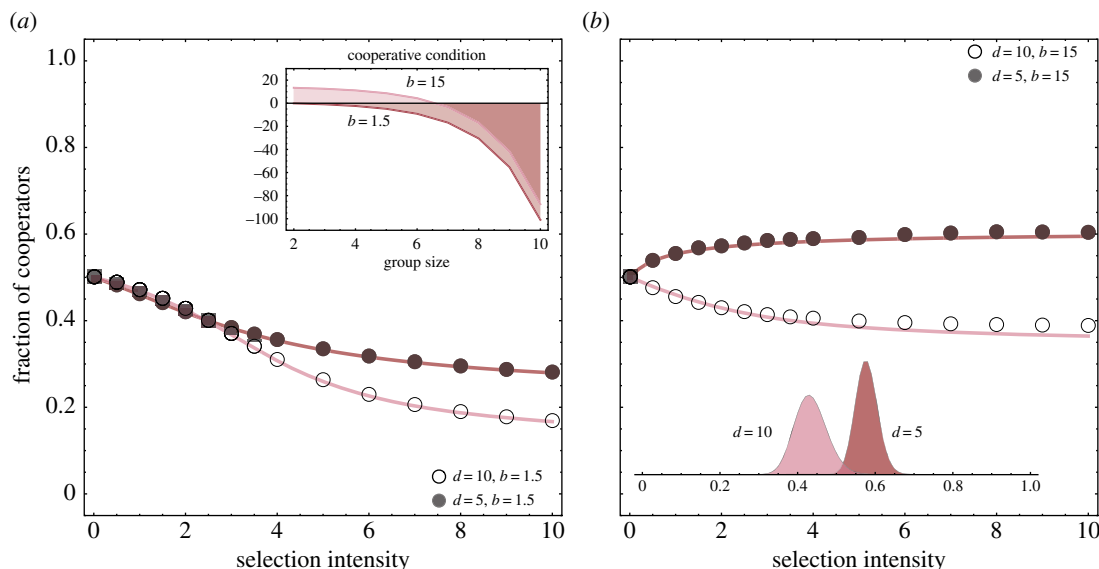 (a)
(b)
fraction of cooperators
1.0
0.8
0.6
0.4
0.2
0
cooperative condition
20
0
−20
−40
−60
−80
−100
b = 15
b = 1.5
2 4 6 8 10
group size
d = 10, b = 1.5
d = 5, b = 1.5
0 2 4 6 8 10
selection intensity
d = 10, b = 15
d = 5, b = 15
d = 10
d = 5
0 0.2 0.4 0.6 0.8 1.0
0 2 4 6 8 10
selection intensity